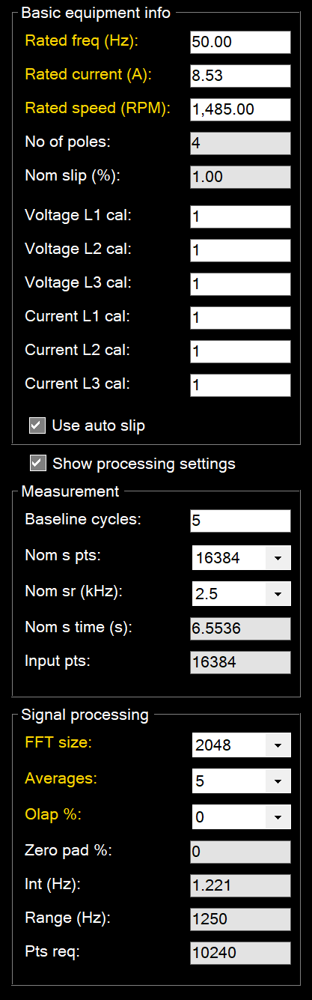 Basic equipment info
Rated freq (Hz): 50.00
Rated current (A): 8.53
Rated speed (RPM): 1,485.00
No of poles: 4
Nom slip (%): 1.00
Voltage L1 cal: 1
Voltage L2 cal: 1
Voltage L3 cal: 1
Current L1 cal: 1
Current L2 cal: 1
Current L3 cal: 1
Use auto slip
Show processing settings
Measurement
Baseline cycles: 5
Nom s pts: 16384
Nom sr (kHz): 2.5
Nom s time (s): 6.5536
Input pts: 16384
Signal processing
FFT size: 2048
Averages: 5
Olap %: 0
Zero pad %: 0
Int (Hz): 1.221
Range (Hz): 1250
Pts req: 10240